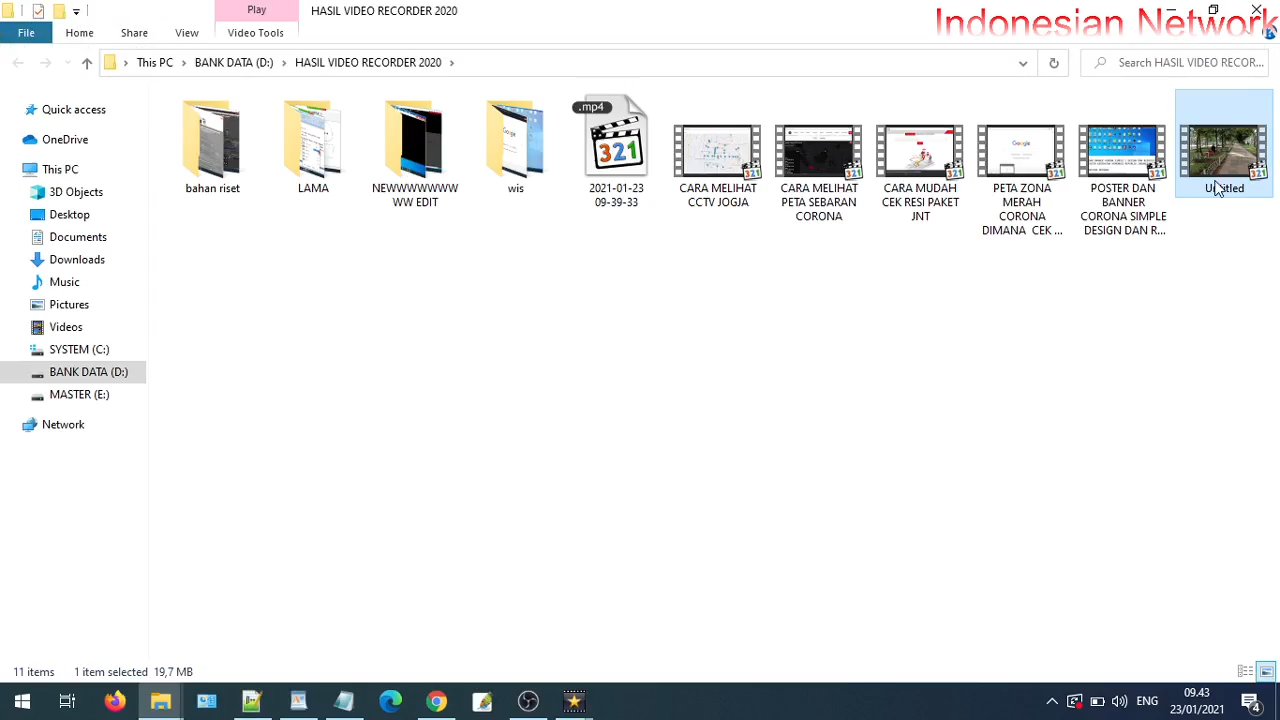 Play
HASIL VIDEO RECORDER 2020
Indonesian Network
File
Home
Share
View
Video Tools
This PC
BANK DATA (D:)
HASIL VIDEO RECORDER 2020
Search HASIL VIDEO RECOR...
Quick access
OneDrive
This PC
3D Objects
Desktop
Documents
Downloads
Music
Pictures
Videos
SYSTEM (C:)
BANK DATA (D:)
MASTER (E:)
Network
bahan riset
LAMA
NEWWWWWWW
WW EDIT
wis
.mp4
321
2021-01-23
09-39-33
CARA MELIHAT
CCTV JOGJA
CARA MELIHAT
PETA SEBARAN
CORONA
CARA MUDAH
CEK RESI PAKET
JNT
PETA ZONA
MERAH
CORONA
DIMANA CEK ...
POSTER DAN
BANNER
CORONA SIMPLE
DESIGN DAN R...
Untitled
11 items
1 item selected 19,7 MB
ENG
09.43
23/01/2021
4